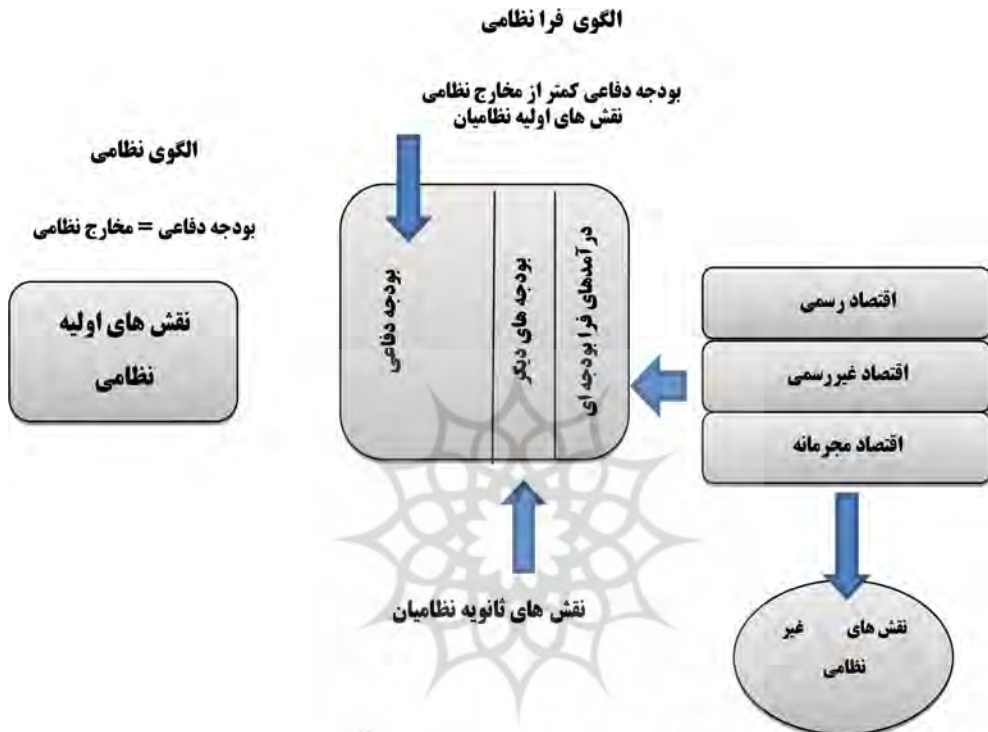 الگوی فرا نظامی
بودجه دفاعی کمتر از مخارج نظامی
نقش های اولیه نظامیان
الگوی نظامی
بودجه دفاعی = مخارج نظامی
نقش های اولیه
نظامی
بودجه دفاعی
بودجه های دیگر
درآمدهای فرا بودجه ای
اقتصاد رسمی
اقتصاد غیررسمی
اقتصاد مجرمانه
نقش های ثانویه نظامیان
نقش های غیر
نظامی